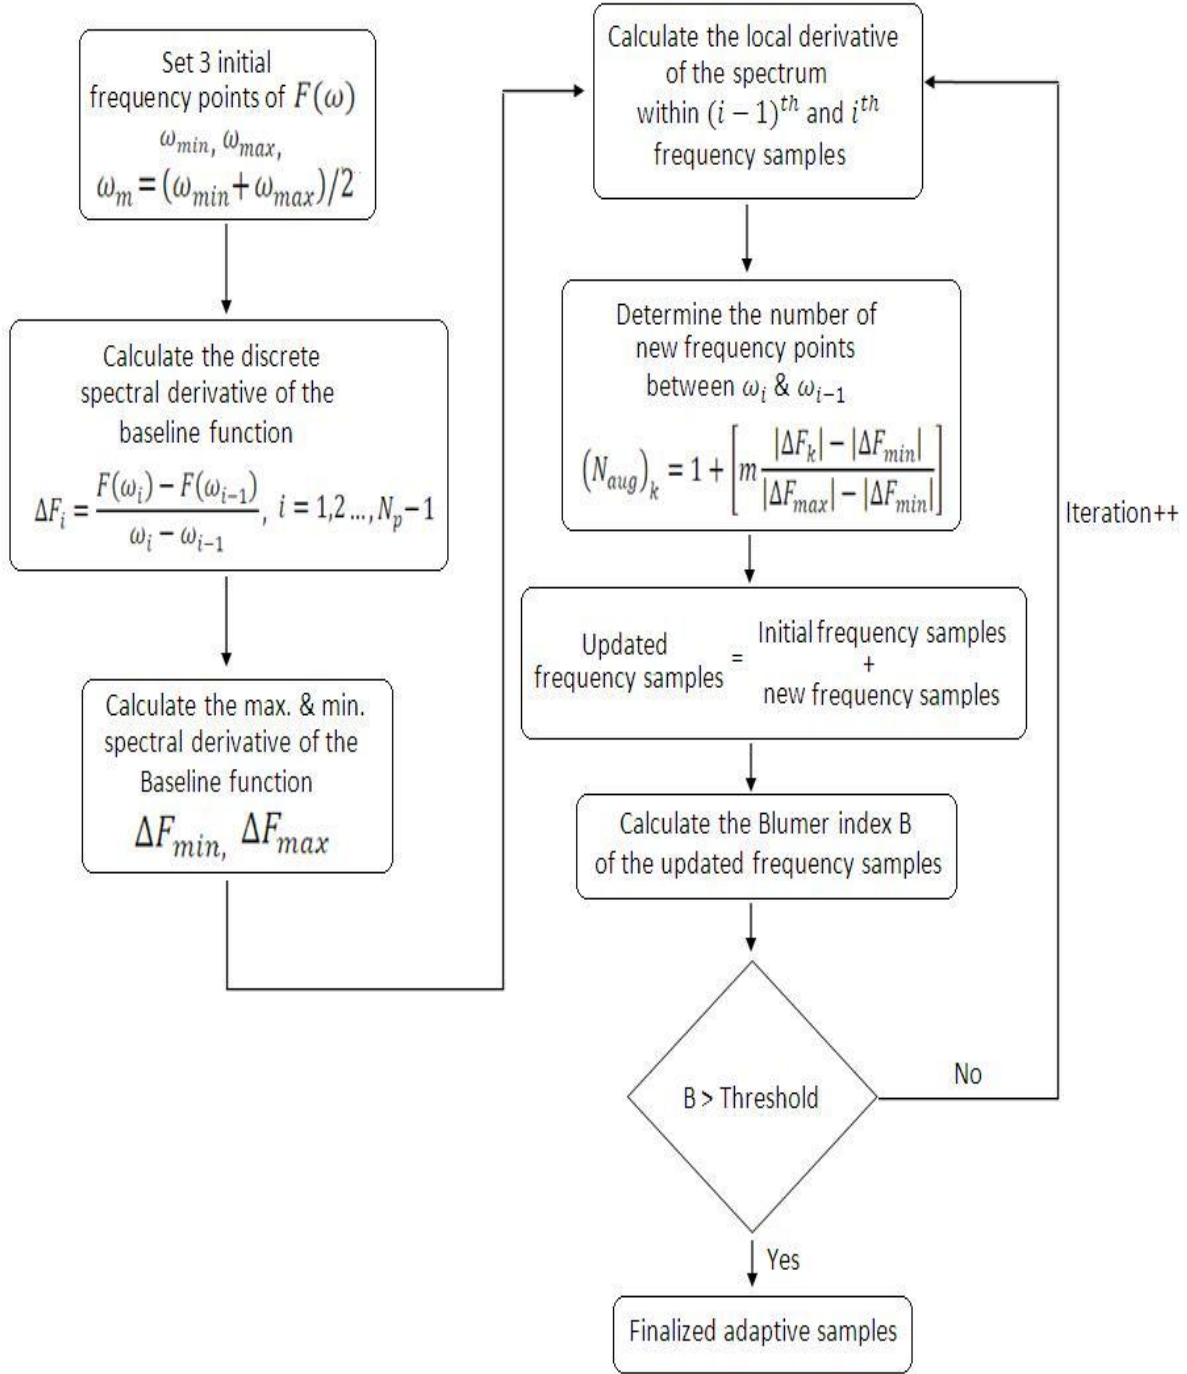 Set 3 initial
frequency points of F(ω)
ω_min, ω_max,
ω_m = (ω_min + ω_max)/2
Calculate the discrete
spectral derivative of the
baseline function
ΔF_i = (F(ω_i) − F(ω_{i−1})) / (ω_i − ω_{i−1}), i = 1,2 ..., N_p − 1
Calculate the max. & min.
spectral derivative of the
Baseline function
ΔF_min, ΔF_max
Calculate the local derivative
of the spectrum
within (i − 1)^th and i^th
frequency samples
Determine the number of
new frequency points
between ω_i & ω_{i−1}
(N_aug)_k = 1 + [m (|ΔF_k| − |ΔF_min|) / (|ΔF_max| − |ΔF_min|)]
Updated
frequency samples
=
Initial frequency samples
+
new frequency samples
Calculate the Blumer index B
of the updated frequency samples
B > Threshold
No
Iteration++
Yes
Finalized adaptive samples